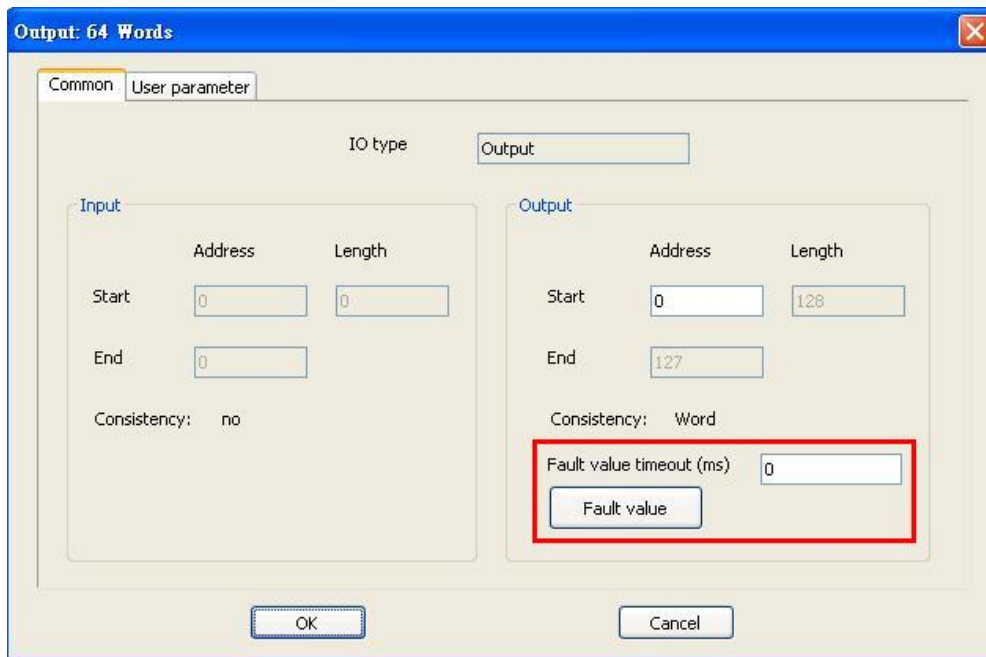 Output: 64 Words
Common User parameter
IO type Output
Input
Address Length
Start 0 0
End 0
Consistency: no
Output
Address Length
Start 0 128
End 127
Consistency: Word
Fault value timeout (ms) 0
Fault value
OK Cancel